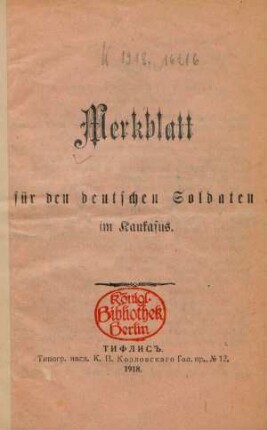 K 1918, 16216
Merkblatt
für den deutschen Soldaten
im Kaukasus.
Königl.
Bibliothek
Berlin
ТИФЛИСЪ.
Типогр. насл. К. П. Козловскаго Гол. пр., № 12.
1918.